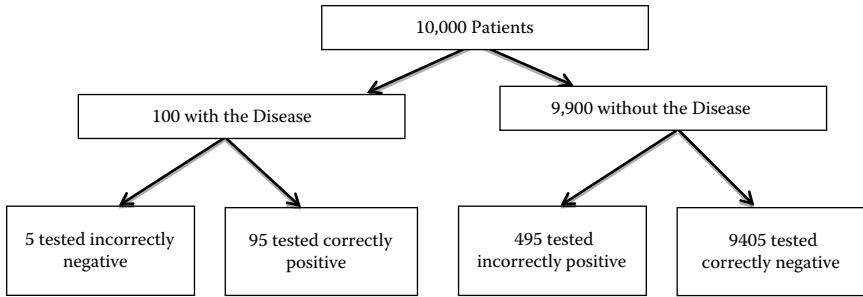 10,000 Patients
100 with the Disease
9,900 without the Disease
5 tested incorrectly
negative
95 tested correctly
positive
495 tested
incorrectly positive
9405 tested
correctly negative